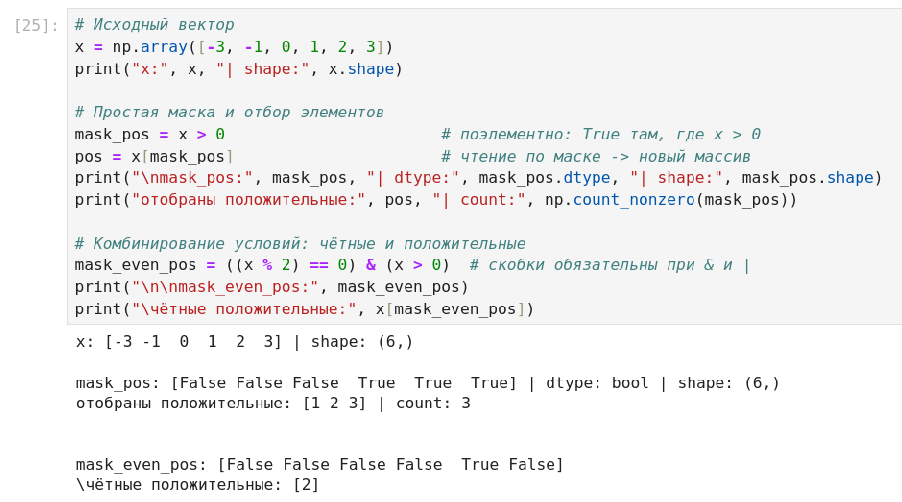 [25]:
# Исходный вектор
x = np.array([-3, -1, 0, 1, 2, 3])
print("x:", x, "| shape:", x.shape)
# Простая маска и отбор элементов
mask_pos = x > 0                       # поэлементно: True там, где x > 0
pos = x[mask_pos]                      # чтение по маске -> новый массив
print("\nmask_pos:", mask_pos, "| dtype:", mask_pos.dtype, "| shape:", mask_pos.shape)
print("отобраны положительные:", pos, "| count:", np.count_nonzero(mask_pos))
# Комбинирование условий: чётные и положительные
mask_even_pos = ((x % 2) == 0) & (x > 0)  # скобки обязательны при & и |
print("\n\nmask_even_pos:", mask_even_pos)
print("\чётные положительные:", x[mask_even_pos])
x: [-3 -1  0  1  2  3] | shape: (6,)
mask_pos: [False False False  True  True  True] | dtype: bool | shape: (6,)
отобраны положительные: [1 2 3] | count: 3
mask_even_pos: [False False False False  True False]
\чётные положительные: [2]